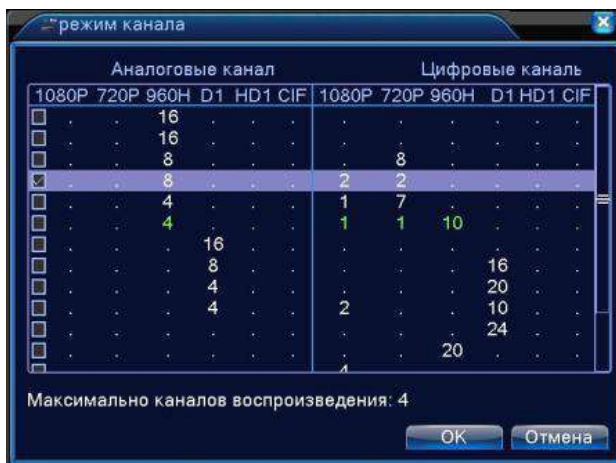 режим канала
Аналоговые канал Цифровые каналь
1080P 720P 960H D1 HD1 CIF 1080P 720P 960H D1 HD1 CIF
. . 16 . . . . . . . . .
. . 16 . . . . . . . . .
. . 8 . . . . 8 . . . .
. . 8 . . . 2 2 . . . .
. . 4 . . . 1 7 . . . .
. . 4 . . . 1 1 10 . . .
. . . 16 . . . . . . . .
. . . 8 . . . . . 16 . .
. . . 4 . . . . . 20 . .
. . . 4 . . 2 . . 10 . .
. . . . . . . . . 24 . .
. . . . . . . . 20 . . .
4
Максимально каналов воспроизведения: 4
OK Отмена